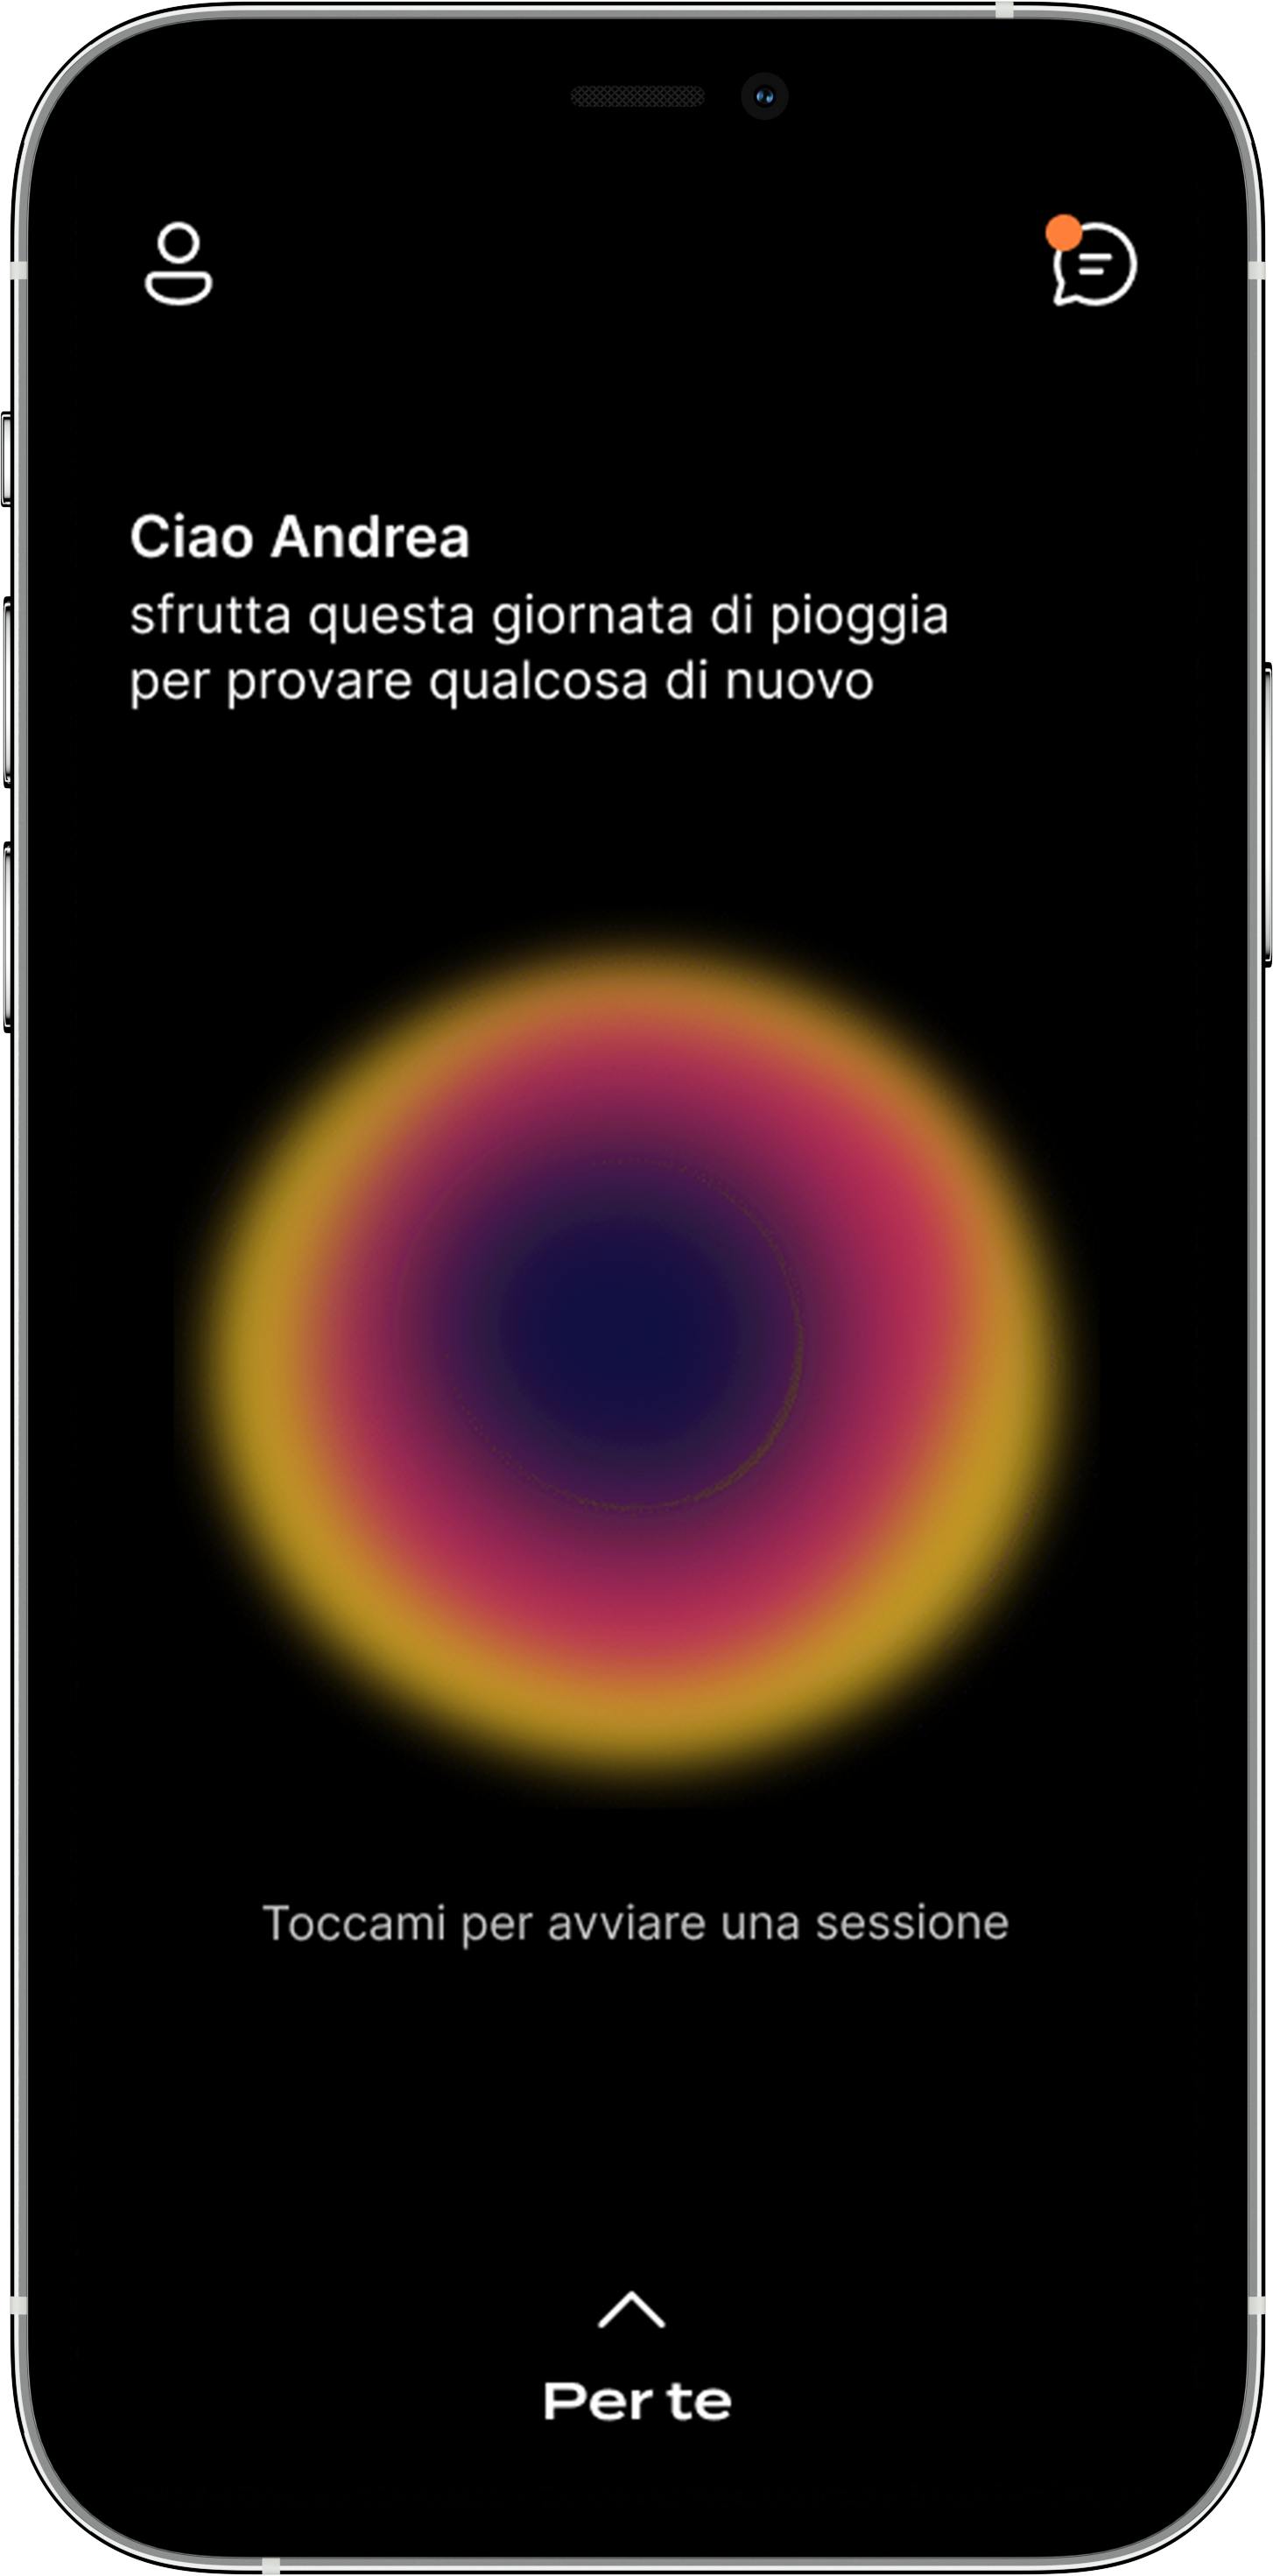 Ciao Andrea
sfrutta questa giornata di pioggia
per provare qualcosa di nuovo
Toccami per avviare una sessione
Per te